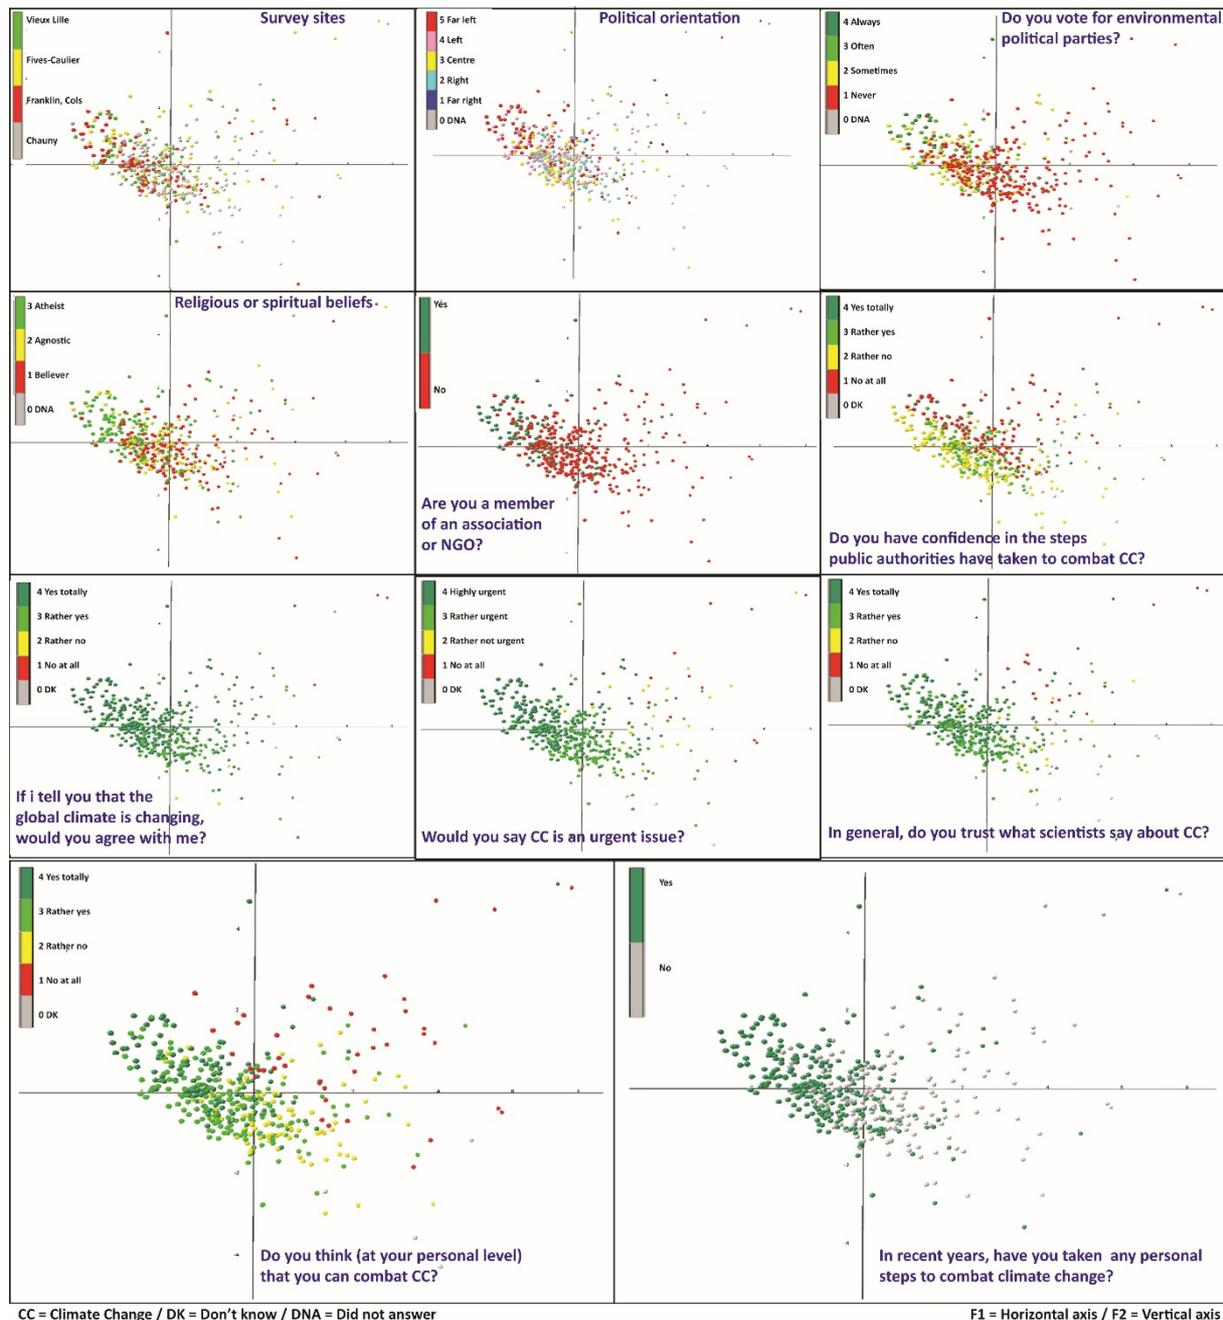 Survey sites
Vieux Lille
Fives-Caulier
Franklin, Cols
Chauny
Political orientation
5 Far left
4 Left
3 Centre
2 Right
1 Far right
0 DNA
Do you vote for environmental
political parties?
4 Always
3 Often
2 Sometimes
1 Never
0 DNA
Religious or spiritual beliefs
3 Atheist
2 Agnostic
1 Believer
0 DNA
Yes
No
Are you a member
of an association
or NGO?
4 Yes totally
3 Rather yes
2 Rather no
1 No at all
0 DK
Do you have confidence in the steps
public authorities have taken to combat CC?
4 Yes totally
3 Rather yes
2 Rather no
1 No at all
0 DK
If i tell you that the
global climate is changing,
would you agree with me?
4 Highly urgent
3 Rather urgent
2 Rather not urgent
1 No at all
0 DK
Would you say CC is an urgent issue?
4 Yes totally
3 Rather yes
2 Rather no
1 No at all
0 DK
In general, do you trust what scientists say about CC?
4 Yes totally
3 Rather yes
2 Rather no
1 No at all
0 DK
4
2
-2
-4
Do you think (at your personal level)
that you can combat CC?
Yes
No
4
2
-2
-4
In recent years, have you taken any personal
steps to combat climate change?
CC = Climate Change / DK = Don't know / DNA = Did not answer
F1 = Horizontal axis / F2 = Vertical axis